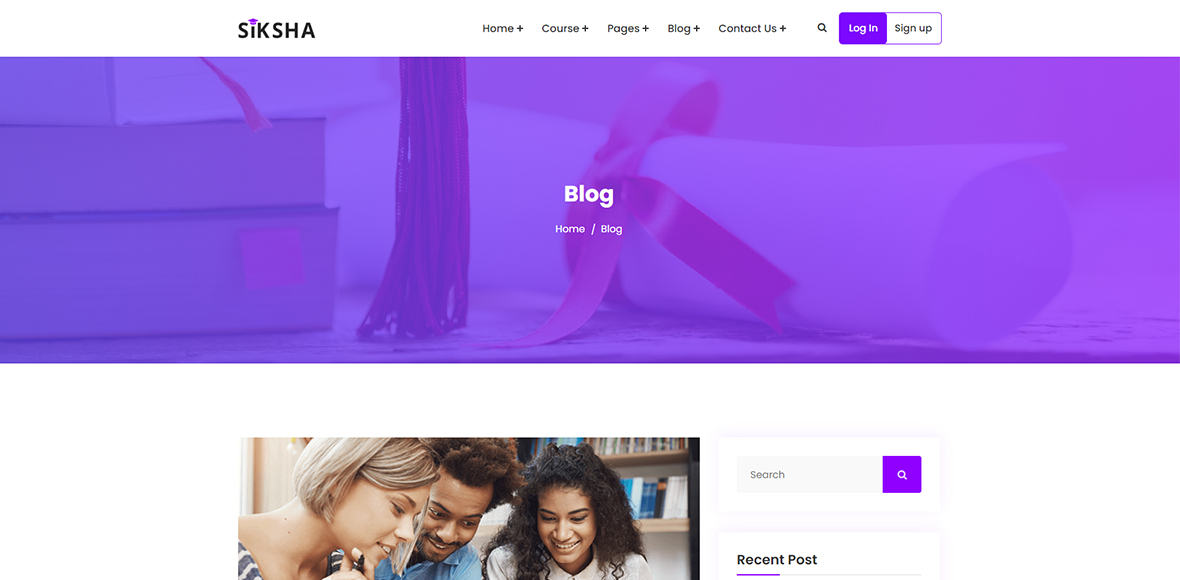 SiKSHA
Home + Course + Pages + Blog + Contact Us + Log In Sign up
Blog
Home / Blog
Search
Recent Post